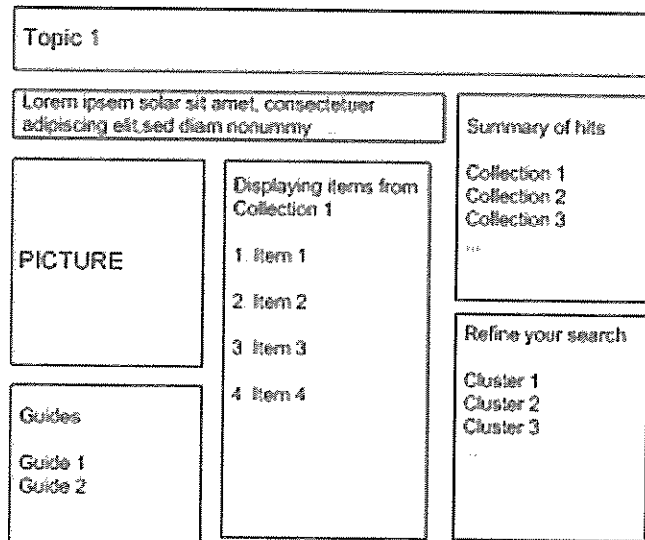 Topic 1
Lorem ipsem solar sit amet, consectetuer
adipiscing elit,sed diam nonummy ...
PICTURE
Guides
Guide 1
Guide 2
Displaying items from
Collection 1
1. Item 1
2. Item 2
3 Item 3
4 Item 4
Summary of hits
Collection 1
Collection 2
Collection 3
...
Refine your search
Cluster 1
Cluster 2
Cluster 3
...